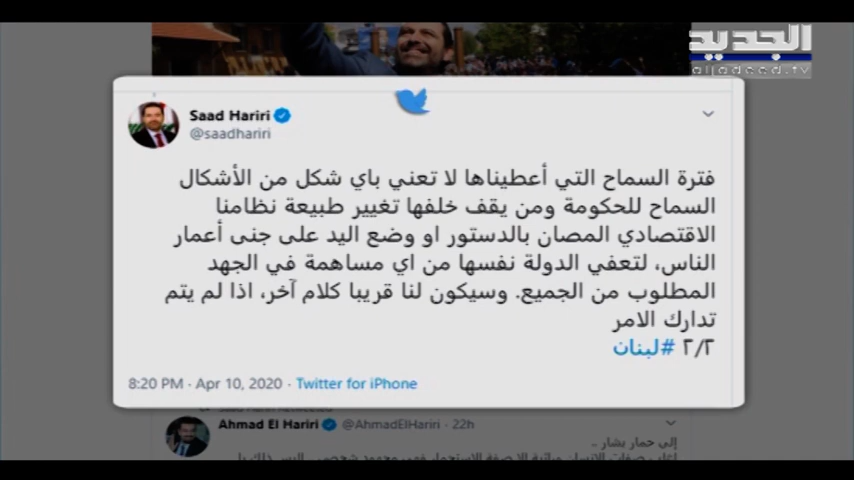 الجديد
aljadeed.tv
Saad Hariri
@saadhariri
فترة السماح التي أعطيناها لا تعني باي شكل من الأشكال
السماح للحكومة ومن يقف خلفها تغيير طبيعة نظامنا
الاقتصادي المصان بالدستور او وضع اليد على جنى أعمار
الناس، لتعفي الدولة نفسها من اي مساهمة في الجهد
المطلوب من الجميع. وسيكون لنا قريبا كلام آخر، اذا لم يتم
تدارك الامر
٢/٢ #لبنان
8:20 PM · Apr 10, 2020 · Twitter for iPhone
Ahmad El Hariri @AhmadElHariri · 22h
إلى حمار بشار ..